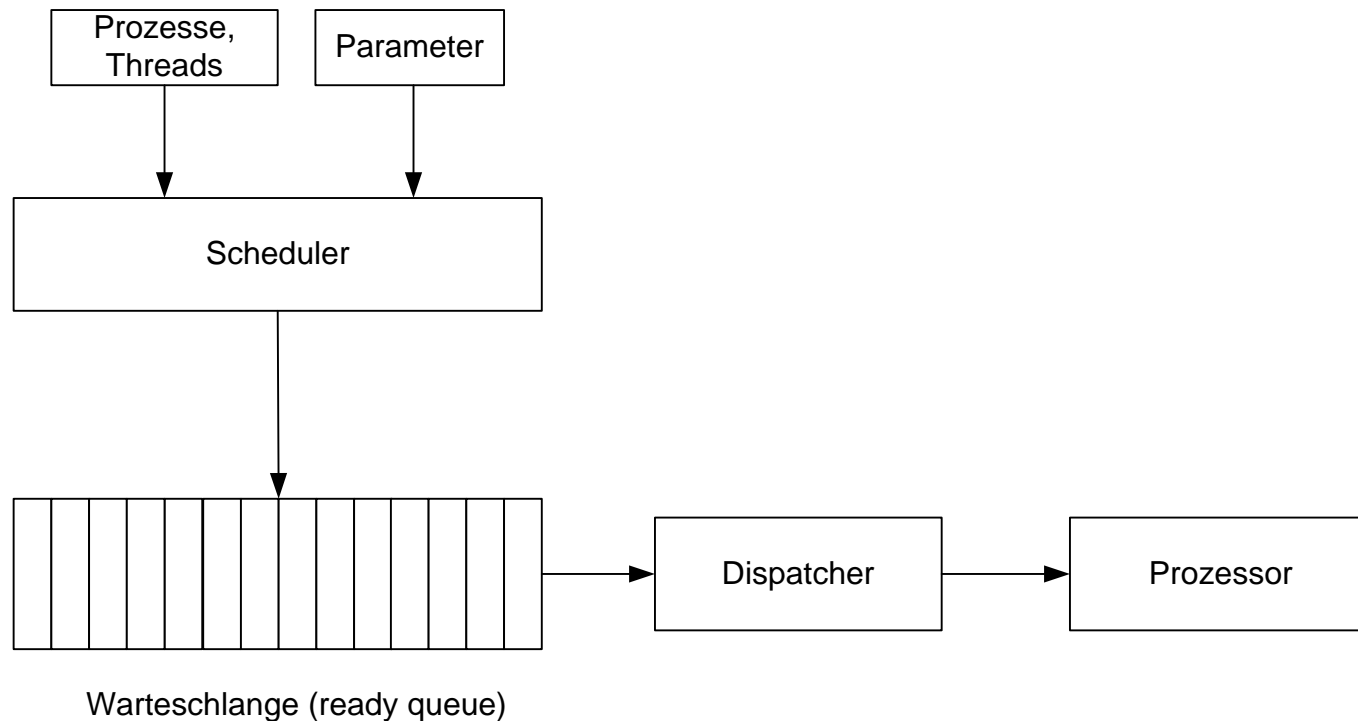 Prozesse,
Threads
Parameter
Scheduler
Dispatcher
Prozessor
Warteschlange (ready queue)